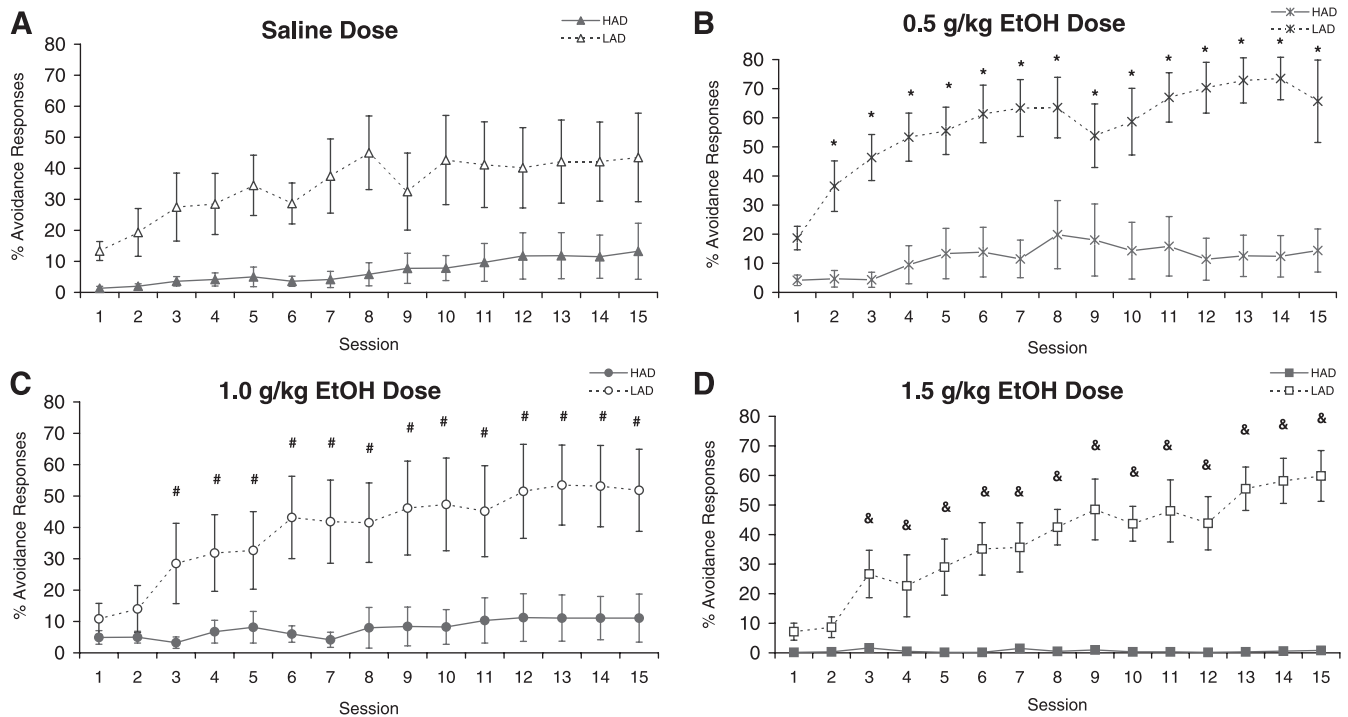 A
Saline Dose
HAD
LAD
% Avoidance Responses
80
70
60
50
40
30
20
10
0
1 2 3 4 5 6 7 8 9 10 11 12 13 14 15
Session
B
0.5 g/kg EtOH Dose
HAD
LAD
% Avoidance Responses
80
70
60
50
40
30
20
10
0
* * * * * * * * * * * * * *
1 2 3 4 5 6 7 8 9 10 11 12 13 14 15
Session
C
1.0 g/kg EtOH Dose
HAD
LAD
% Avoidance Responses
80
70
60
50
40
30
20
10
0
# # # # # # # # # # # # #
1 2 3 4 5 6 7 8 9 10 11 12 13 14 15
Session
D
1.5 g/kg EtOH Dose
HAD
LAD
% Avoidance Responses
80
70
60
50
40
30
20
10
0
& & & & & & & & & & & & &
1 2 3 4 5 6 7 8 9 10 11 12 13 14 15
Session